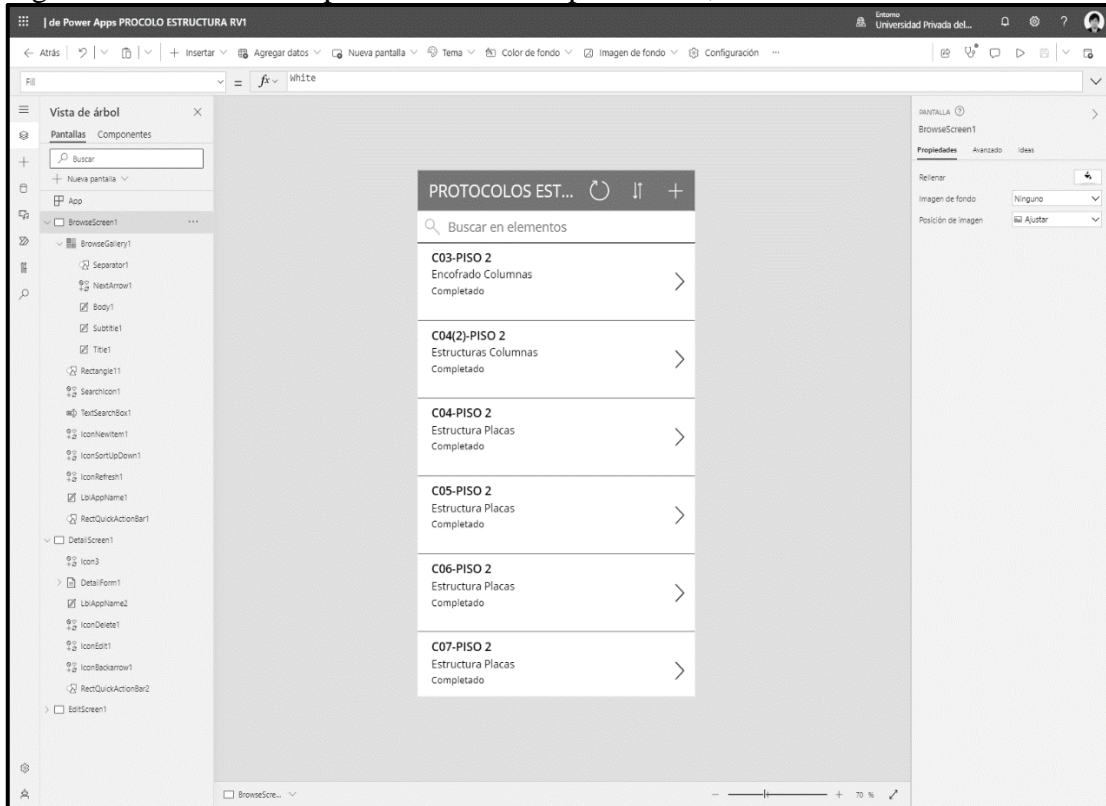 | de Power Apps PROCOLO ESTRUCTURA RV1
Entorno
Universidad Privada del...
Atrás
Insertar
Agregar datos
Nueva pantalla
Tema
Color de fondo
Imagen de fondo
Configuración
...
Fill
= fx White
Vista de árbol
Pantallas
Componentes
Buscar
Nueva pantalla
App
BrowseScreen1
...
BrowseGallery1
Separator1
NextArrow1
Body1
Subtitle1
Title1
Rectangle11
SearchIcon1
TextSearchBox1
IconNewItem1
IconSortUpDown1
IconRefresh1
LblAppName1
RectQuickActionBar1
DetailScreen1
Icon3
DetailForm1
LblAppName2
IconDelete1
IconEdit1
IconBackarrow1
RectQuickActionBar2
EditScreen1
PROTOCOLOS EST...
Buscar en elementos
C03-PISO 2
Encofrado Columnas
Completado
C04(2)-PISO 2
Estructuras Columnas
Completado
C04-PISO 2
Estructura Placas
Completado
C05-PISO 2
Estructura Placas
Completado
C06-PISO 2
Estructura Placas
Completado
C07-PISO 2
Estructura Placas
Completado
PANTALLA
BrowseScreen1
Propiedades
Avanzado
Ideas
Rellenar
Imagen de fondo
Ninguno
Posición de imagen
Ajustar
BrowseScre...
70 %